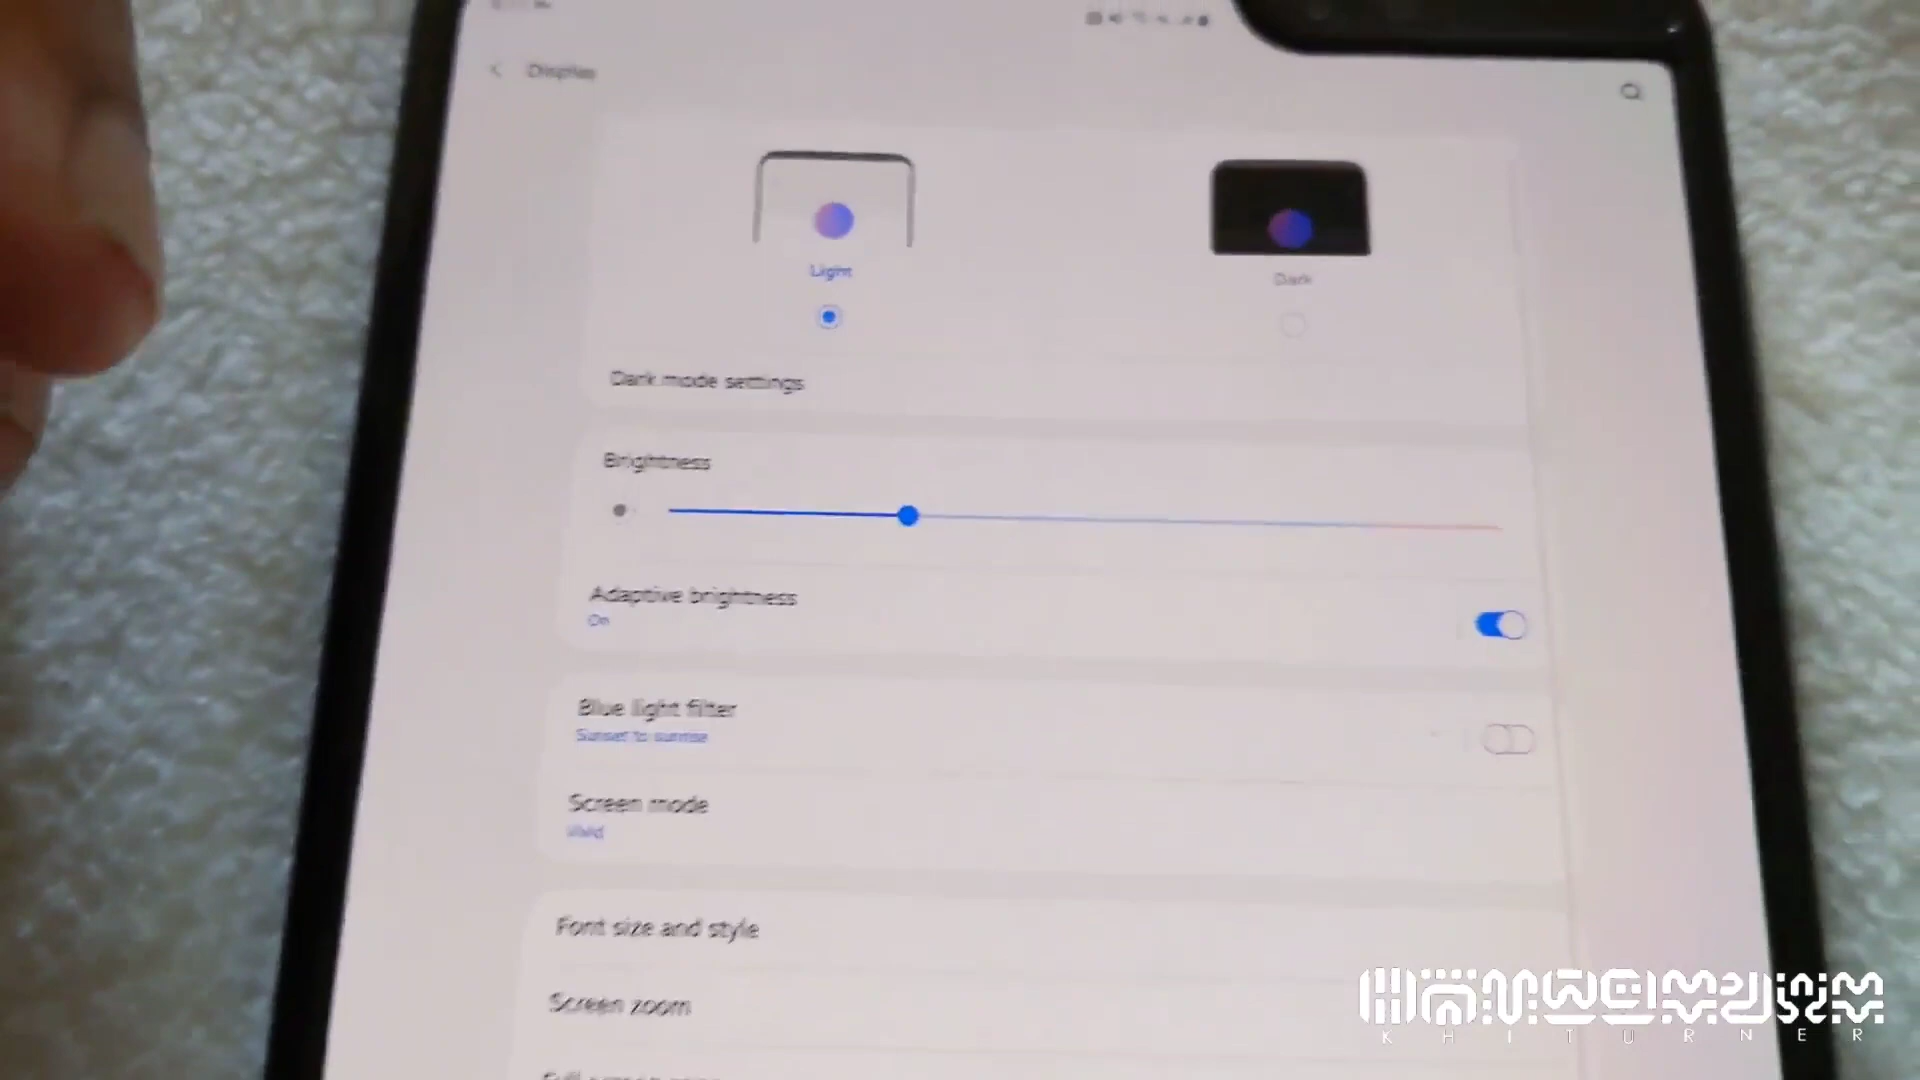 Display
Light
Dark
Dark mode settings
Brightness
Adaptive brightness
On
Blue light filter
Sunset to sunrise
Screen mode
Vivid
Font size and style
Screen zoom
KHITURNER